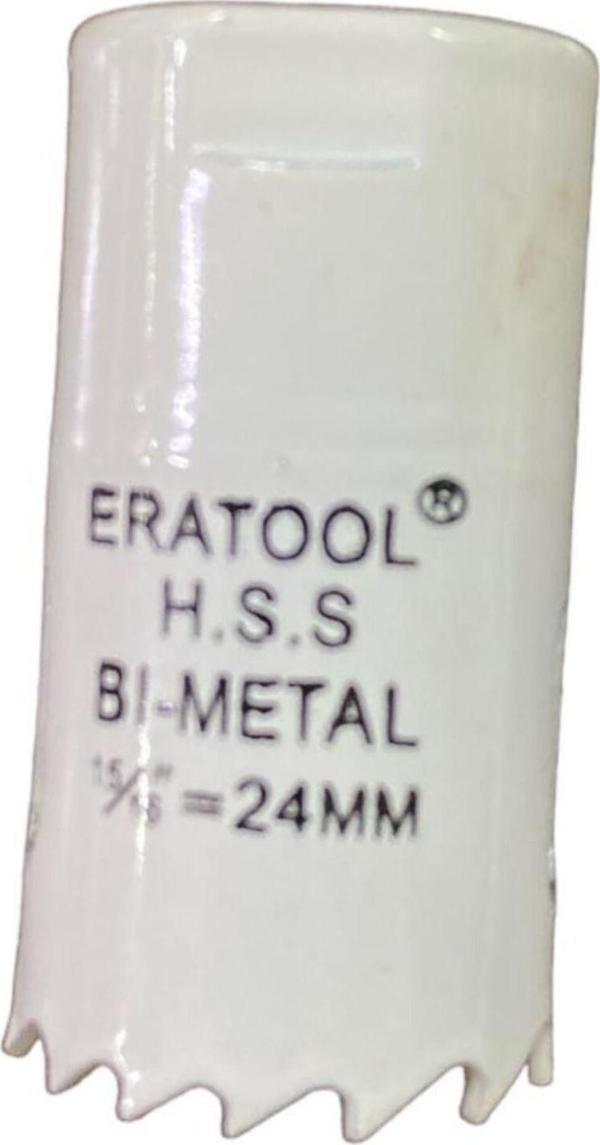 ERATOOL®
H.S.S
BI-METAL
15/16" =24MM